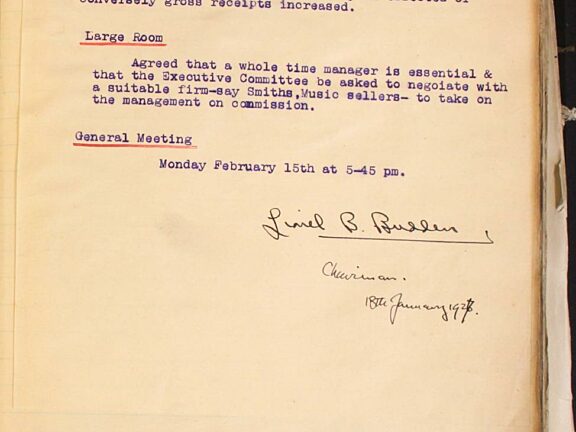 conversely gross receipts increased.
Large Room
Agreed that a whole time manager is essential &
that the Executive Committee be asked to negoiate with
a suitable firm-say Smiths,Music sellers- to take on
the management on commission.
General Meeting
Monday February 15th at 5-45 pm.
Lionel B. Budden,
Chairman.
18th January